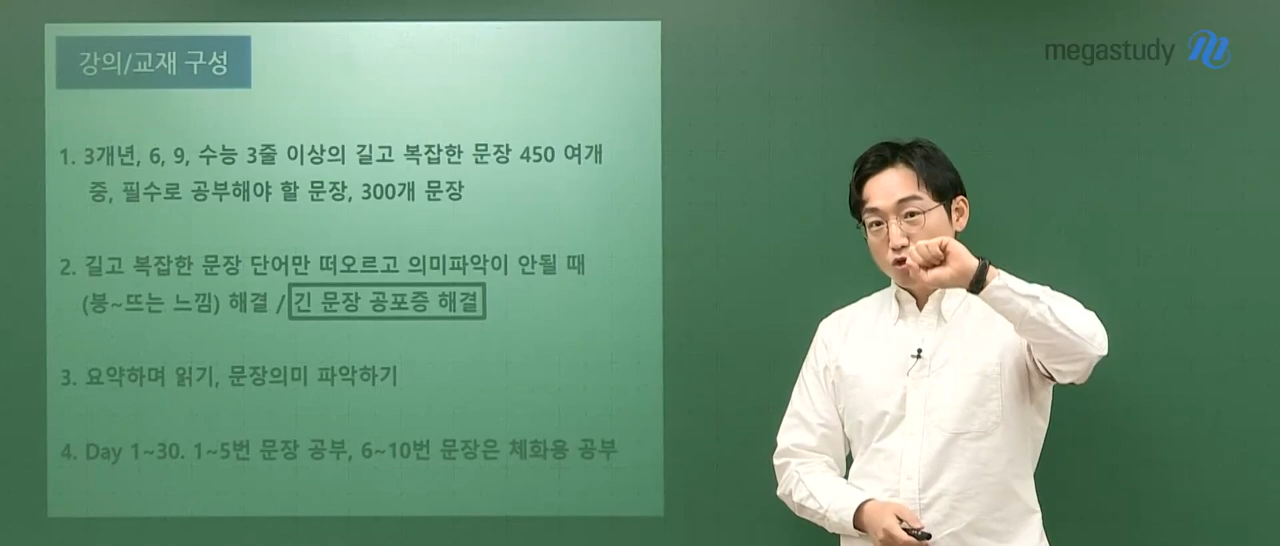 megastudy
강의/교재 구성
1. 3개년, 6, 9, 수능 3줄 이상의 길고 복잡한 문장 450 여개
중, 필수로 공부해야 할 문장, 300개 문장
2. 길고 복잡한 문장 단어만 떠오르고 의미파악이 안될 때
(붕~뜨는 느낌) 해결 / 긴 문장 공포증 해결
3. 요약하며 읽기, 문장의미 파악하기
4. Day 1~30. 1~5번 문장 공부, 6~10번 문장은 체화용 공부